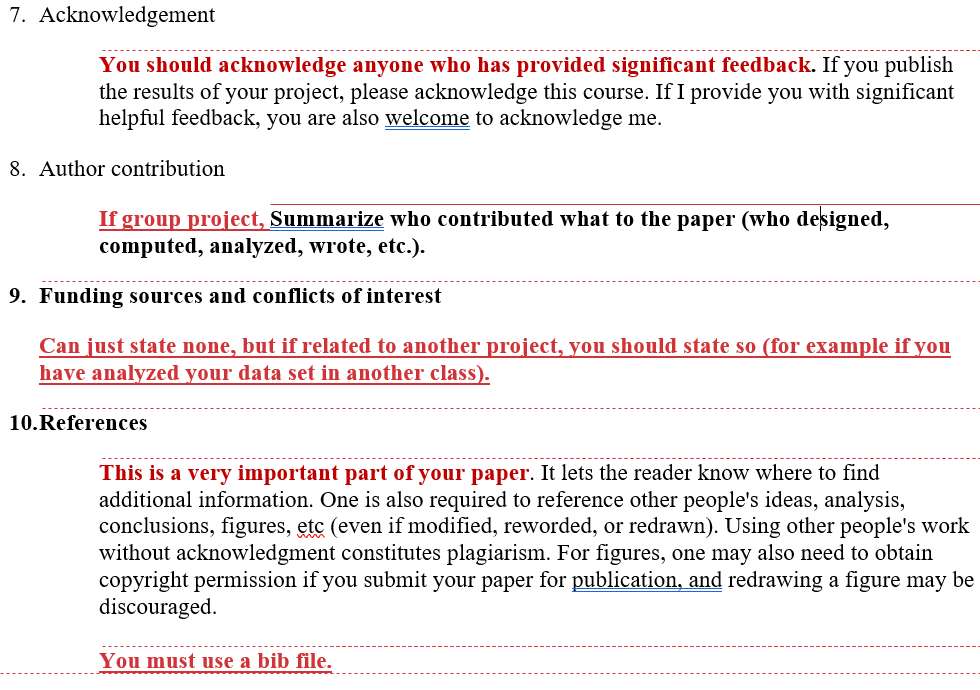 7. Acknowledgement
You should acknowledge anyone who has provided significant feedback. If you publish
the results of your project, please acknowledge this course. If I provide you with significant
helpful feedback, you are also welcome to acknowledge me.
8. Author contribution
If group project, Summarize who contributed what to the paper (who designed,
computed, analyzed, wrote, etc.).
9. Funding sources and conflicts of interest
Can just state none, but if related to another project, you should state so (for example if you
have analyzed your data set in another class).
10.References
This is a very important part of your paper. It lets the reader know where to find
additional information. One is also required to reference other people's ideas, analysis,
conclusions, figures, etc (even if modified, reworded, or redrawn). Using other people's work
without acknowledgment constitutes plagiarism. For figures, one may also need to obtain
copyright permission if you submit your paper for publication, and redrawing a figure may be
discouraged.
You must use a bib file.